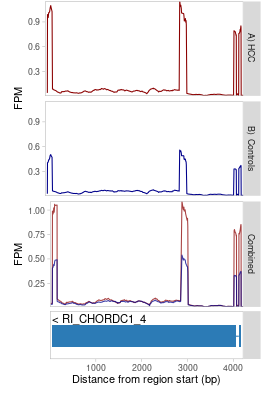 FPM
0.9
0.6
0.3
A) HCC
0.9
0.6
0.3
B) Controls
FPM
1.00
0.75
0.50
0.25
Combined
< RI_CHORDC1_4
1000 2000 3000 4000
Distance from region start (bp)